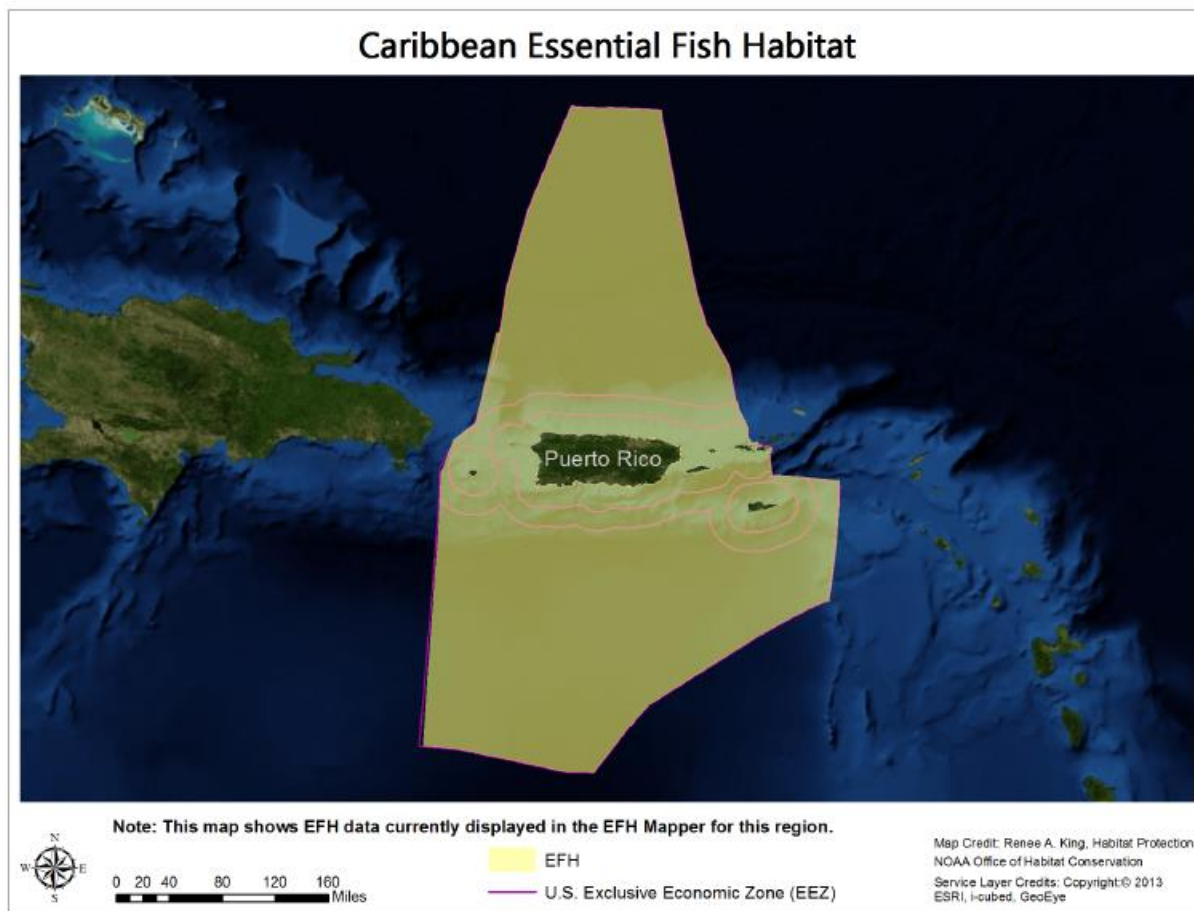 Caribbean Essential Fish Habitat
Puerto Rico
Note: This map shows EFH data currently displayed in the EFH Mapper for this region.
N
W
E
S
0 20 40 80 120 160
Miles
EFH
U.S. Exclusive Economic Zone (EEZ)
Map Credit: Renee A. King, Habitat Protection
NOAA Office of Habitat Conservation
Service Layer Credits: Copyright:© 2013
ESRI, i-cubed, GeoEye